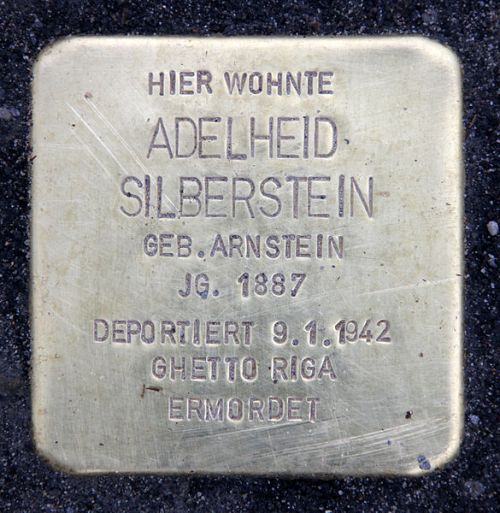 HIER WOHNTE
ADELHEID
SILBERSTEIN
GEB. ARNSTEIN
JG. 1887
DEPORTIERT 9.1.1942
GHETTO RIGA
ERMORDET